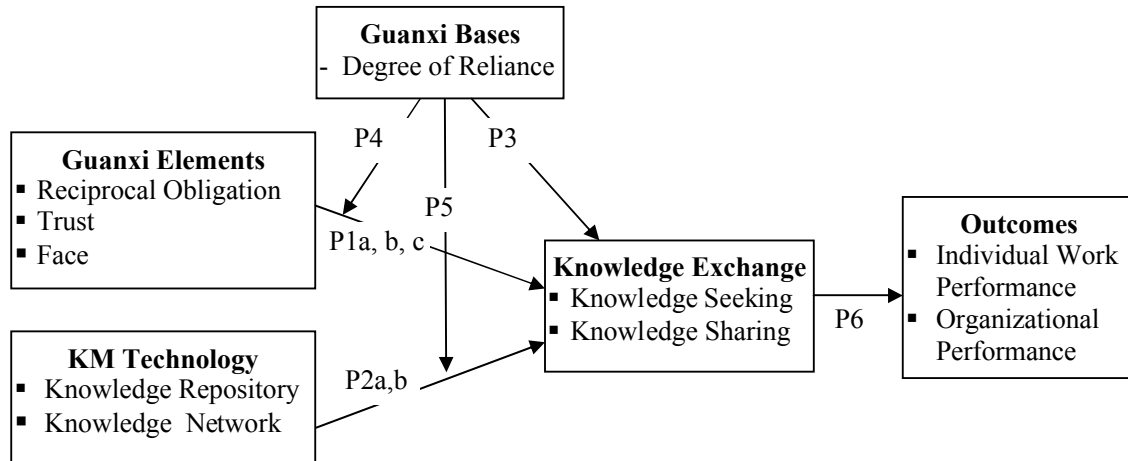 Guanxi Bases
- Degree of Reliance
P4
P3
Guanxi Elements
▪ Reciprocal Obligation
▪ Trust
▪ Face
P5
P1a, b, c
Knowledge Exchange
▪ Knowledge Seeking
▪ Knowledge Sharing
P6
Outcomes
▪ Individual Work
Performance
▪ Organizational
Performance
KM Technology
▪ Knowledge Repository
▪ Knowledge Network
P2a,b